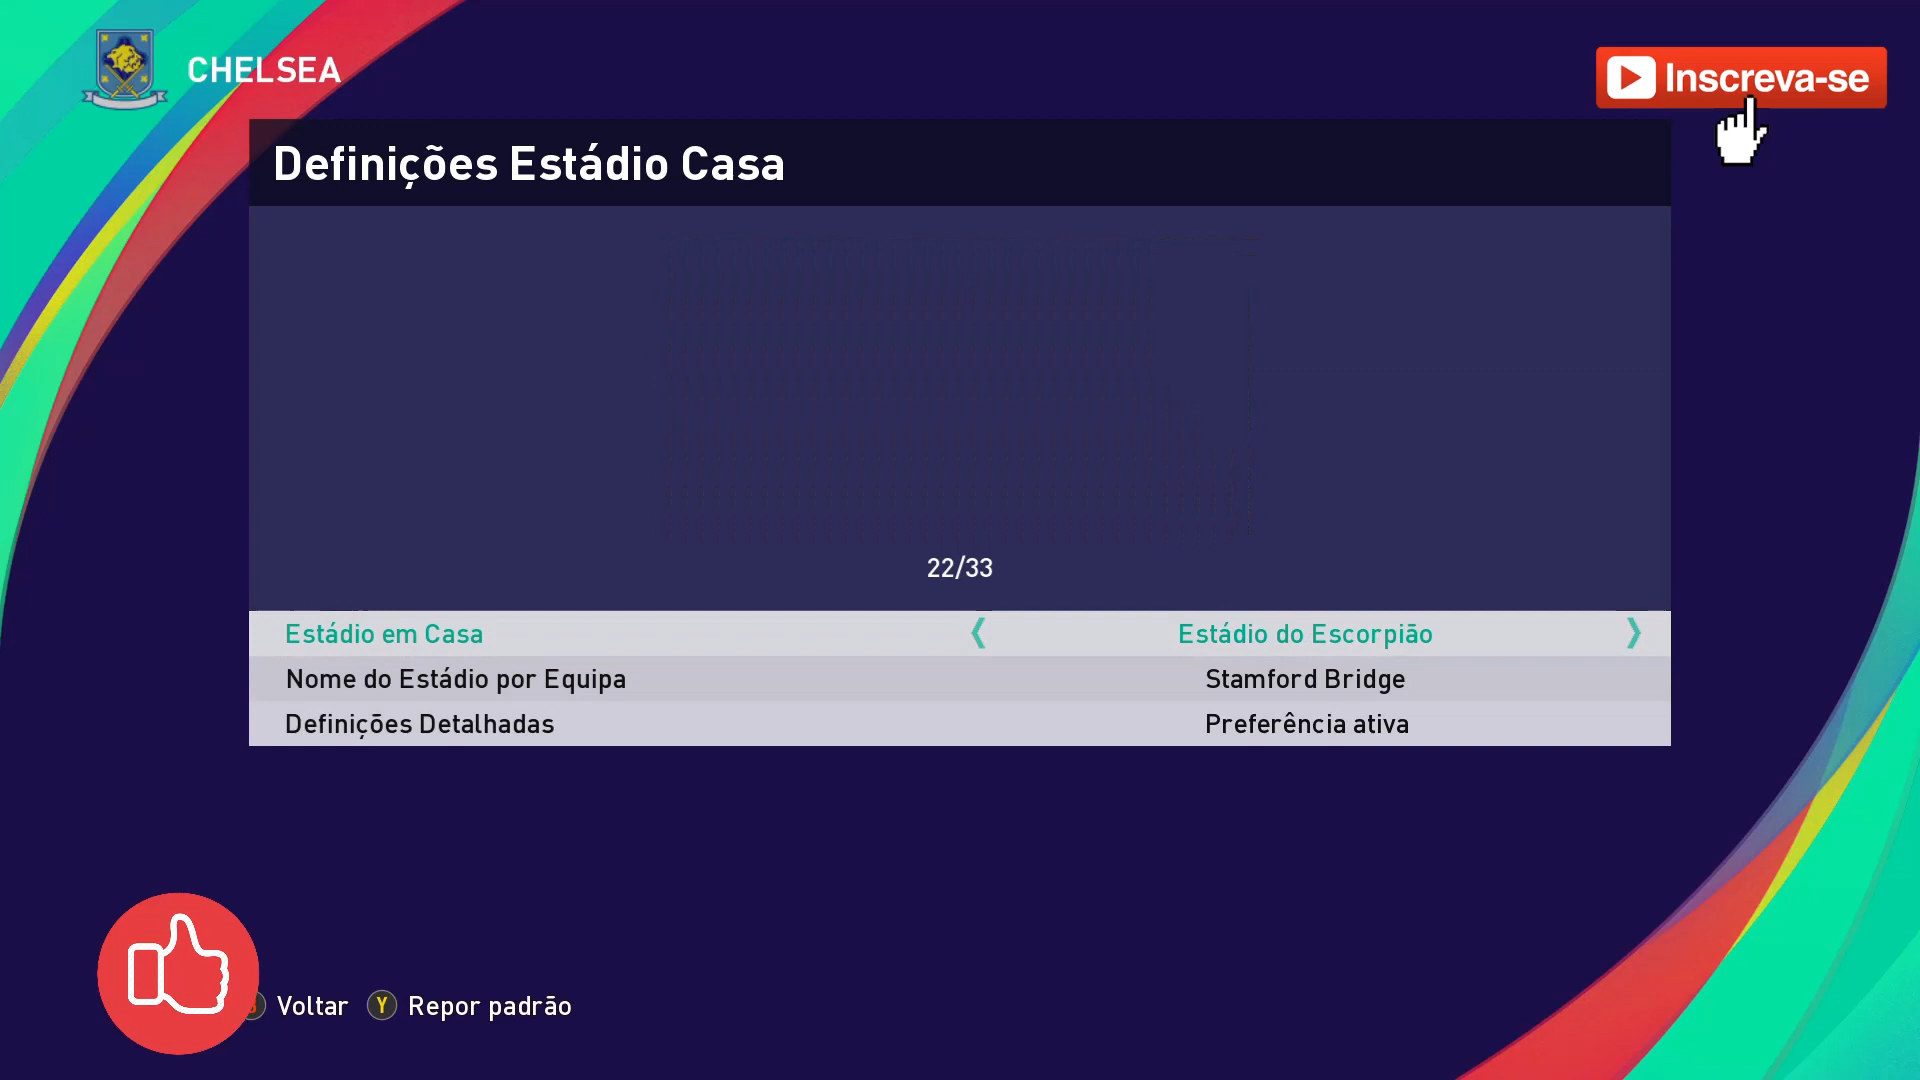 CHELSEA
Inscreva-se
Definições Estádio Casa
22/33
Estádio em Casa Estádio do Escorpião
Nome do Estádio por Equipa Stamford Bridge
Definições Detalhadas Preferência ativa
B Voltar Y Repor padrão